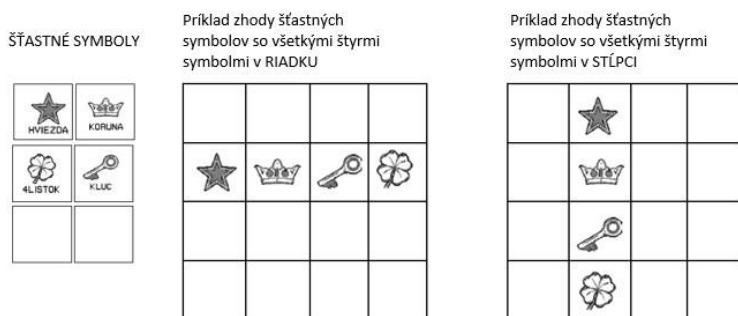 ŠŤASTNÉ SYMBOLY
HVIEZDA
KORUNA
4LISTOK
KLUC
Príklad zhody šťastných
symbolov so všetkými štyrmi
symbolmi v RIADKU
Príklad zhody šťastných
symbolov so všetkými štyrmi
symbolmi v STĹPCI